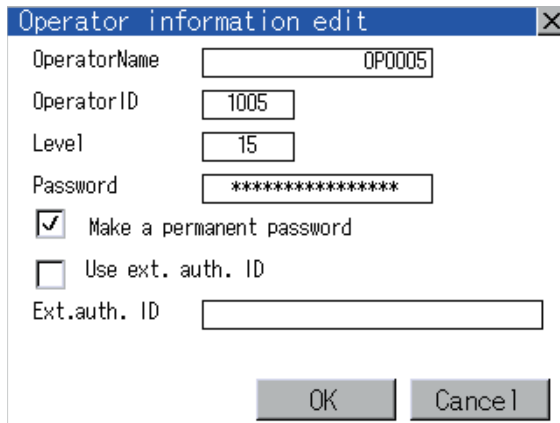 Operator information edit
OperatorName OP0005
OperatorID 1005
Level 15
Password ****************
Make a permanent password
Use ext. auth. ID
Ext.auth. ID
OK Cancel